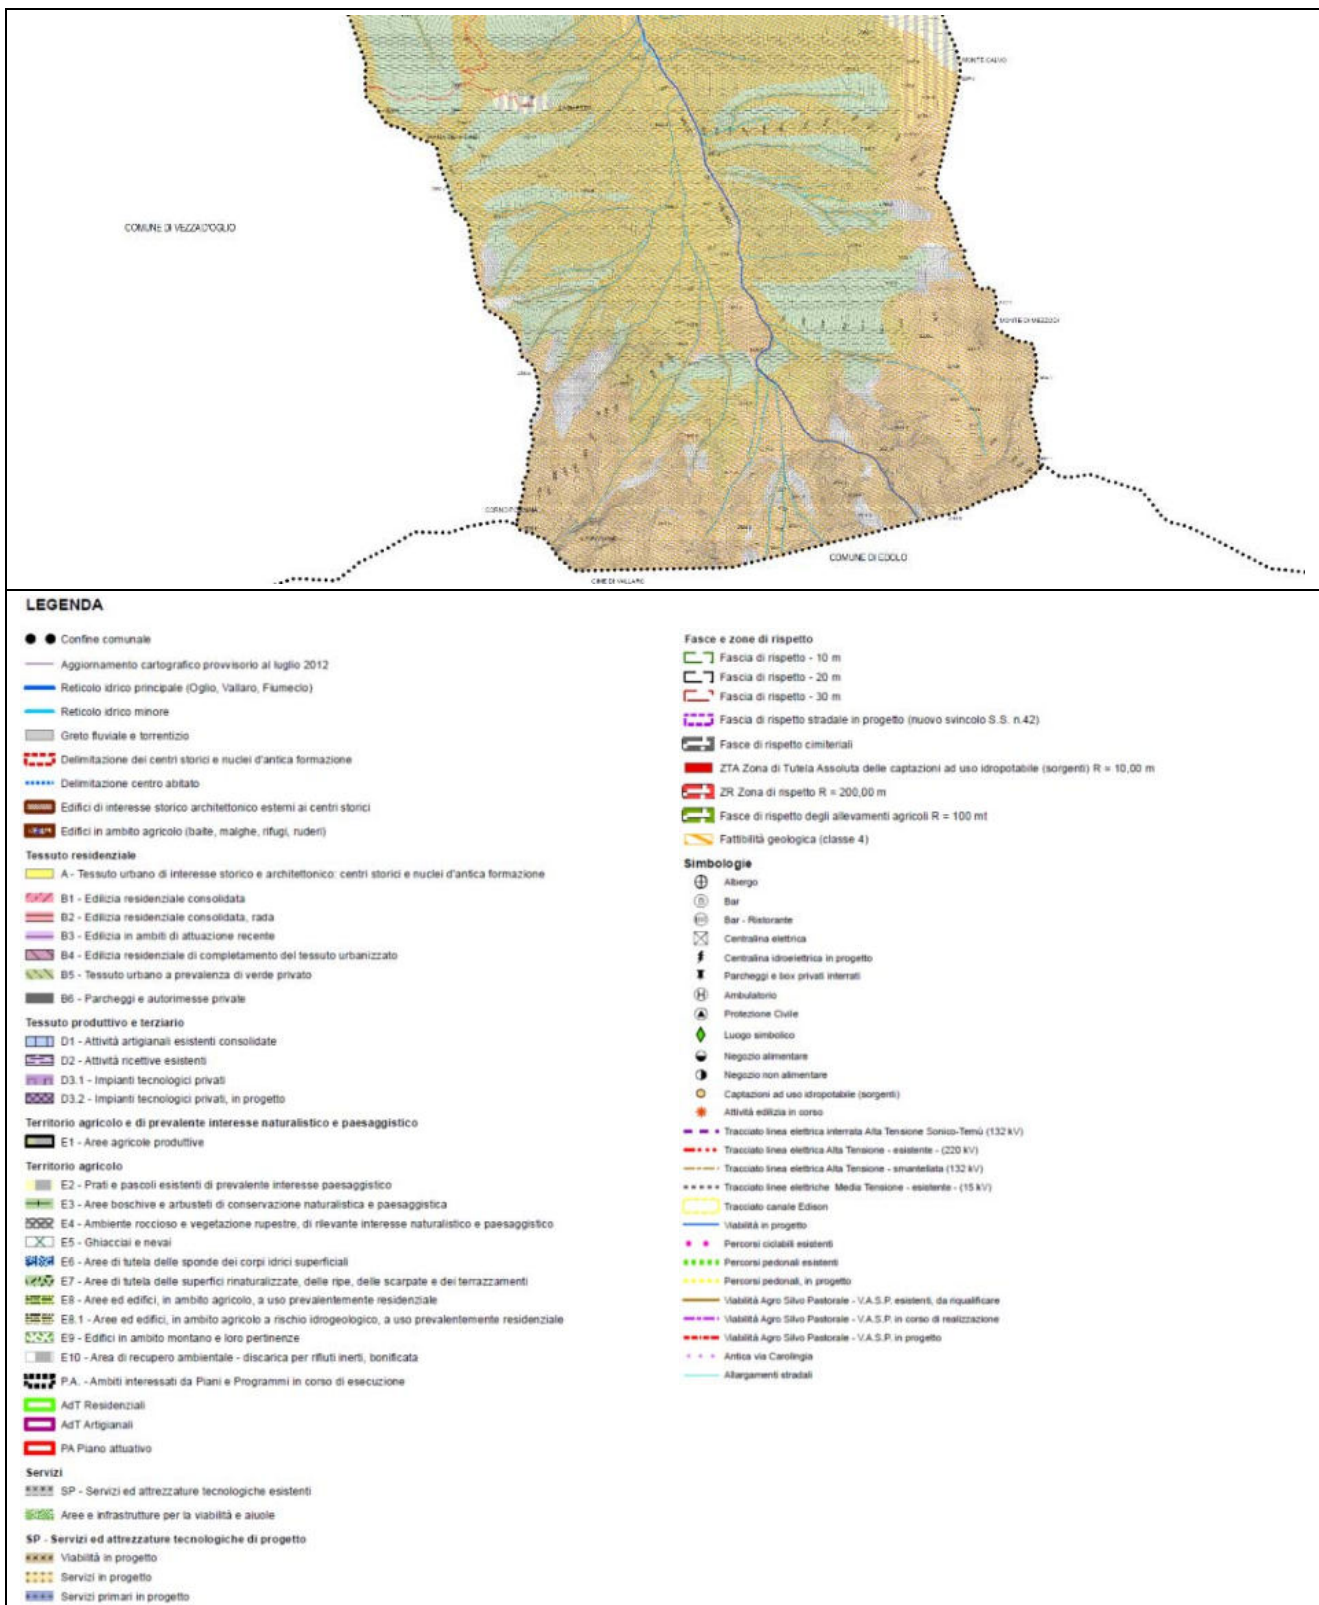 MONTE CALVO
COMUNE DI VEZZA D'OGLIO
MONTE DI MEZZODI
COMUNE DI EDOLO
CIME DI VALLARO
LEGENDA
Confine comunale
Aggiornamento cartografico provvisorio al luglio 2012
Reticolo idrico principale (Oglio, Vallaro, Fiumeclo)
Reticolo idrico minore
Greto fluviale e torrentizio
Delimitazione dei centri storici e nuclei d'antica formazione
Delimitazione centro abitato
Edifici di interesse storico architettonico esterni ai centri storici
Edifici in ambito agricolo (baite, malghe, rifugi, ruderi)
Tessuto residenziale
A - Tessuto urbano di interesse storico e architettonico: centri storici e nuclei d'antica formazione
B1 - Edilizia residenziale consolidata
B2 - Edilizia residenziale consolidata, rada
B3 - Edilizia in ambiti di attuazione recente
B4 - Edilizia residenziale di completamento del tessuto urbanizzato
B5 - Tessuto urbano a prevalenza di verde privato
B6 - Parcheggi e autorimesse private
Tessuto produttivo e terziario
D1 - Attività artigianali esistenti consolidate
D2 - Attività ricettive esistenti
D3.1 - Impianti tecnologici privati
D3.2 - Impianti tecnologici privati, in progetto
Territorio agricolo e di prevalente interesse naturalistico e paesaggistico
E1 - Aree agricole produttive
Territorio agricolo
E2 - Prati e pascoli esistenti di prevalente interesse paesaggistico
E3 - Aree boschive e arbusteti di conservazione naturalistica e paesaggistica
E4 - Ambiente roccioso e vegetazione rupestre, di rilevante interesse naturalistico e paesaggistico
E5 - Ghiacciai e nevai
E6 - Aree di tutela delle sponde dei corpi idrici superficiali
E7 - Aree di tutela delle superfici rinaturalizzate, delle ripe, delle scarpate e dei terrazzamenti
E8 - Aree ed edifici, in ambito agricolo, a uso prevalentemente residenziale
E8.1 - Aree ed edifici, in ambito agricolo a rischio idrogeologico, a uso prevalentemente residenziale
E9 - Edifici in ambito montano e loro pertinenze
E10 - Area di recupero ambientale - discarica per rifiuti inerti, bonificata
P.A. - Ambiti interessati da Piani e Programmi in corso di esecuzione
AdT Residenziali
AdT Artigianali
PA Piano attuativo
Servizi
SP - Servizi ed attrezzature tecnologiche esistenti
Aree e infrastrutture per la viabilità e aiuole
SP - Servizi ed attrezzature tecnologiche di progetto
Viabilità in progetto
Servizi in progetto
Servizi primari in progetto
Fasce e zone di rispetto
Fascia di rispetto - 10 m
Fascia di rispetto - 20 m
Fascia di rispetto - 30 m
Fascia di rispetto stradale in progetto (nuovo svincolo S.S. n.42)
Fasce di rispetto cimiteriali
ZTA Zona di Tutela Assoluta delle captazioni ad uso idropotabile (sorgenti) R = 10,00 m
ZR Zona di rispetto R = 200,00 m
Fasce di rispetto degli allevamenti agricoli R = 100 mt
Fattibilità geologica (classe 4)
Simbologie
Albergo
Bar
Bar - Ristorante
Centralina elettrica
Centralina idroelettrica in progetto
Parcheggi e box privati interrati
Ambulatorio
Protezione Civile
Luogo simbolico
Negozio alimentare
Negozio non alimentare
Captazioni ad uso idropotabile (sorgenti)
Attività edilizia in corso
Tracciato linea elettrica interrata Alta Tensione Sonico-Temù (132 kV)
Tracciato linea elettrica Alta Tensione - esistente - (220 kV)
Tracciato linea elettrica Alta Tensione - smantellata (132 kV)
Tracciato linee elettriche Media Tensione - esistente - (15 kV)
Tracciato canale Edison
Viabilità in progetto
Percorsi ciclabili esistenti
Percorsi pedonali esistenti
Percorsi pedonali, in progetto
Viabilità Agro Silvo Pastorale - V.A.S.P. esistenti, da riqualificare
Viabilità Agro Silvo Pastorale - V.A.S.P. in corso di realizzazione
Viabilità Agro Silvo Pastorale - V.A.S.P. in progetto
Antica via Carolingia
Allargamenti stradali